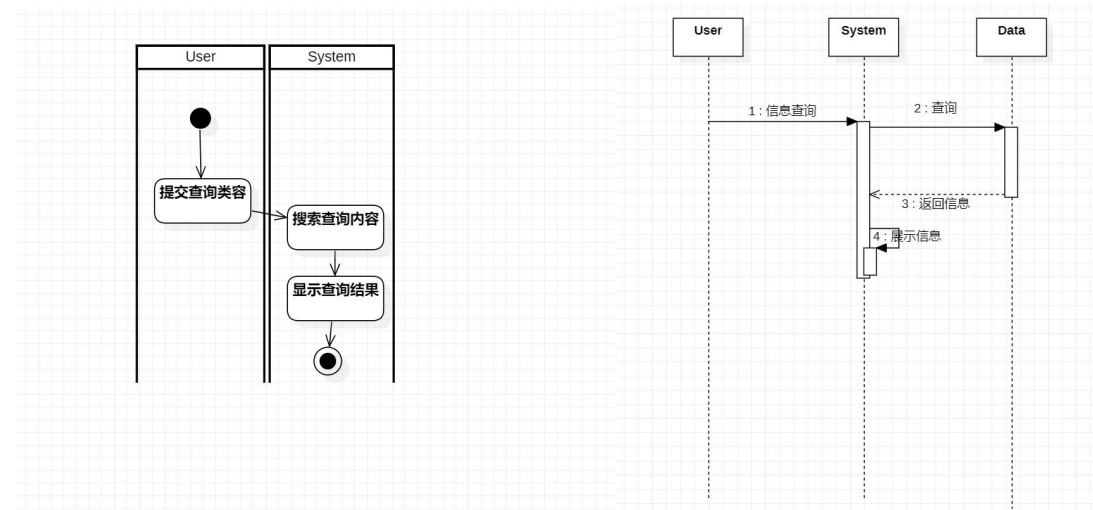 User
System
提交查询类容
搜索查询内容
显示查询结果
User
System
Data
1 : 信息查询
2 : 查询
3 : 返回信息
4 : 展示信息